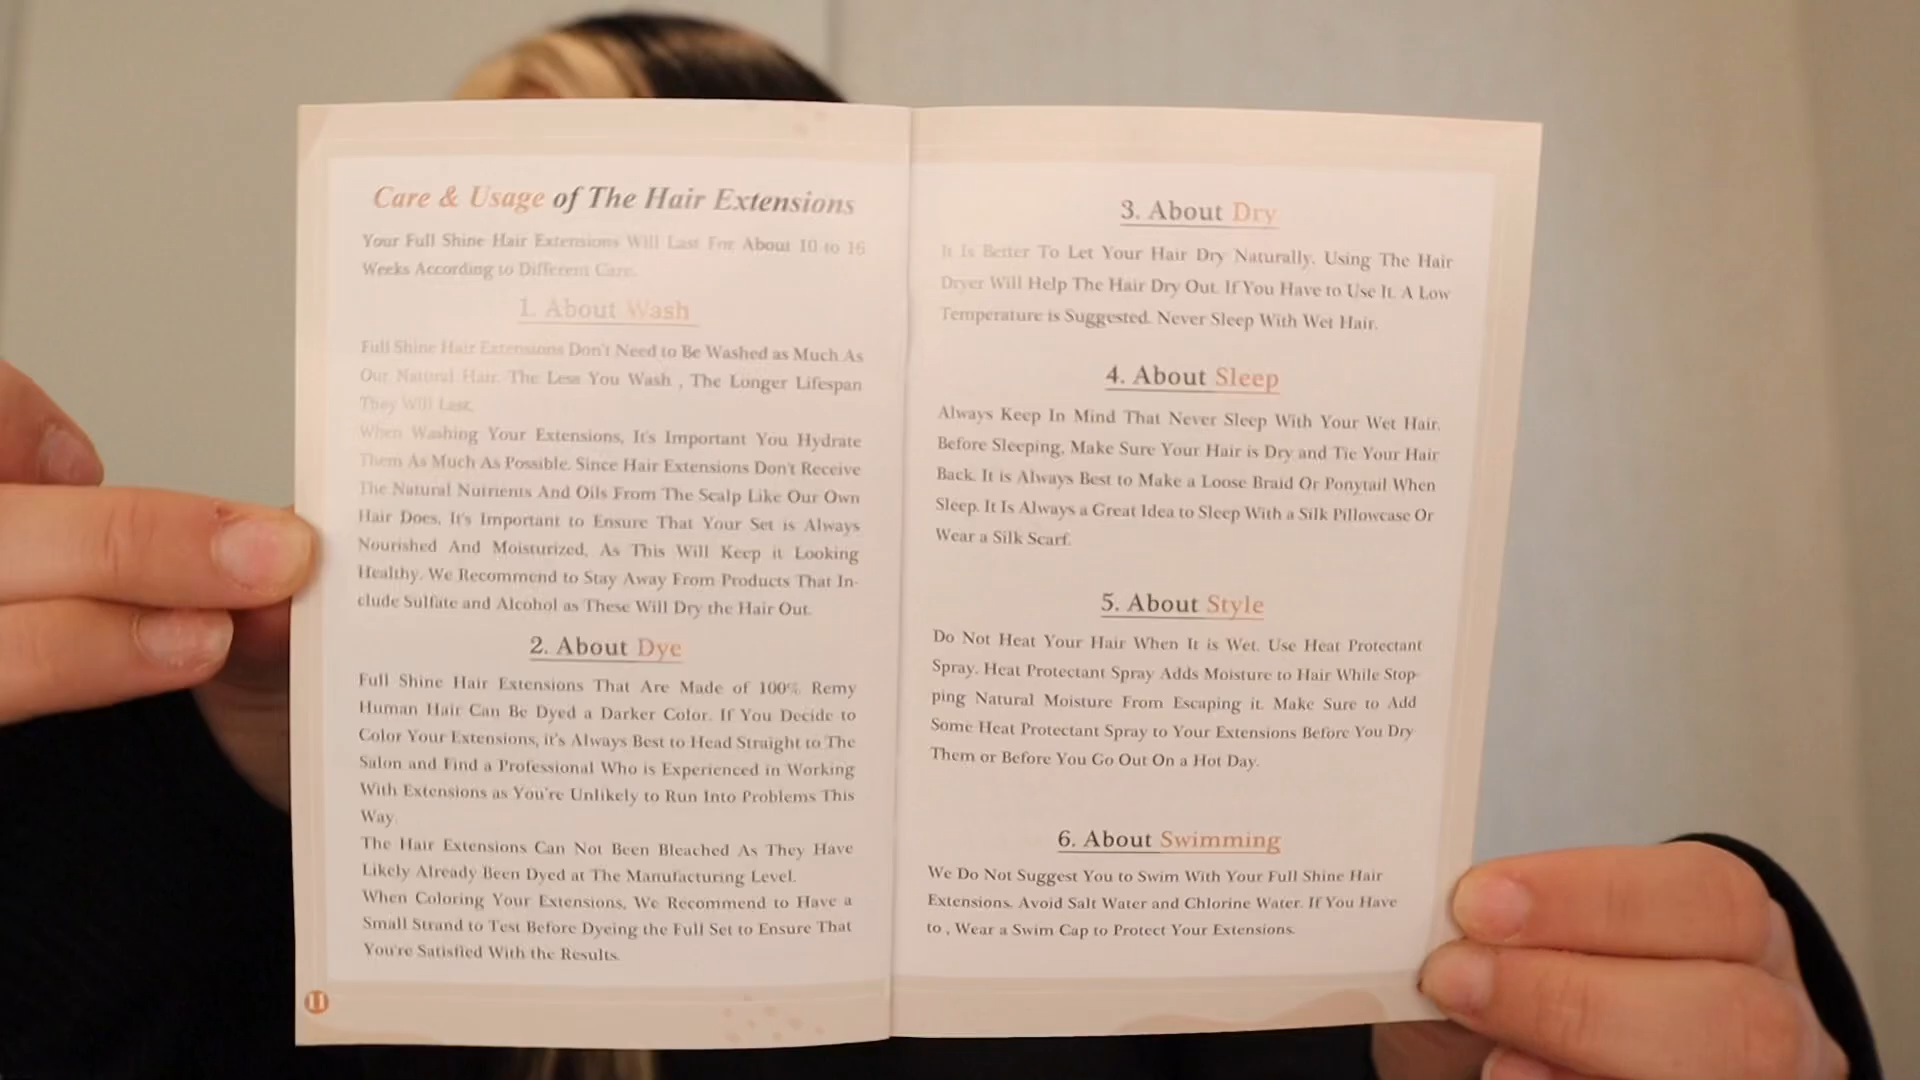 Care & Usage of The Hair Extensions
Your Full Shine Hair Extensions Will Last For About 10 to 16
Weeks According to Different Care.
1. About Wash
Full Shine Hair Extensions Don't Need to Be Washed as Much As
Our Natural Hair. The Less You Wash , The Longer Lifespan
They Will Last.
When Washing Your Extensions, It's Important You Hydrate
Them As Much As Possible. Since Hair Extensions Don't Receive
The Natural Nutrients And Oils From The Scalp Like Our Own
Hair Does, It's Important to Ensure That Your Set is Always
Nourished And Moisturized, As This Will Keep it Looking
Healthy. We Recommend to Stay Away From Products That In-
clude Sulfate and Alcohol as These Will Dry the Hair Out.
2. About Dye
Full Shine Hair Extensions That Are Made of 100% Remy
Human Hair Can Be Dyed a Darker Color. If You Decide to
Color Your Extensions, it's Always Best to Head Straight to The
Salon and Find a Professional Who is Experienced in Working
With Extensions as You're Unlikely to Run Into Problems This
Way.
The Hair Extensions Can Not Been Bleached As They Have
Likely Already Been Dyed at The Manufacturing Level.
When Coloring Your Extensions, We Recommend to Have a
Small Strand to Test Before Dyeing the Full Set to Ensure That
You're Satisfied With the Results.
11
3. About Dry
It Is Better To Let Your Hair Dry Naturally. Using The Hair
Dryer Will Help The Hair Dry Out. If You Have to Use It. A Low
Temperature is Suggested. Never Sleep With Wet Hair.
4. About Sleep
Always Keep In Mind That Never Sleep With Your Wet Hair.
Before Sleeping, Make Sure Your Hair is Dry and Tie Your Hair
Back. It is Always Best to Make a Loose Braid Or Ponytail When
Sleep. It Is Always a Great Idea to Sleep With a Silk Pillowcase Or
Wear a Silk Scarf.
5. About Style
Do Not Heat Your Hair When It is Wet. Use Heat Protectant
Spray. Heat Protectant Spray Adds Moisture to Hair While Stop-
ping Natural Moisture From Escaping it. Make Sure to Add
Some Heat Protectant Spray to Your Extensions Before You Dry
Them or Before You Go Out On a Hot Day.
6. About Swimming
We Do Not Suggest You to Swim With Your Full Shine Hair
Extensions. Avoid Salt Water and Chlorine Water. If You Have
to , Wear a Swim Cap to Protect Your Extensions.